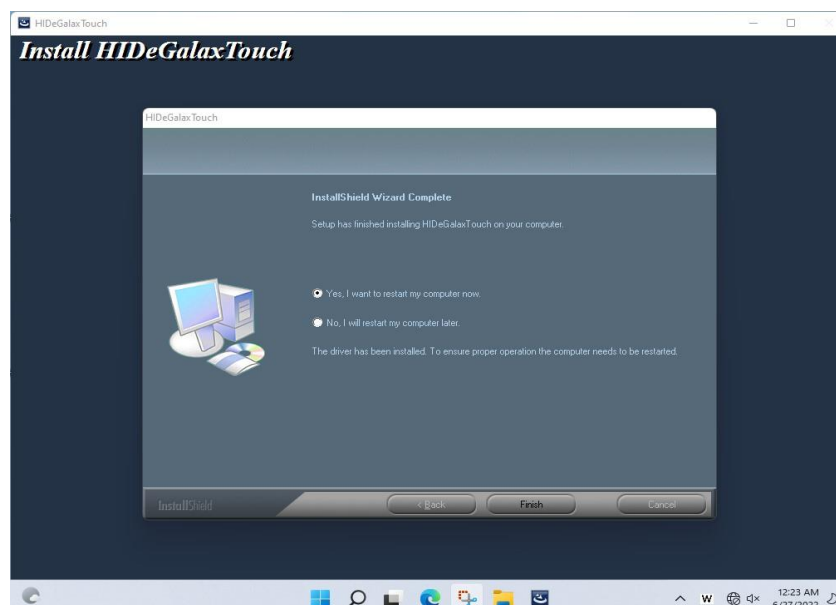 HIDeGalaxTouch
Install HIDeGalaxTouch
HIDeGalaxTouch
InstallShield Wizard Complete
Setup has finished installing HIDeGalaxTouch on your computer.
Yes, I want to restart my computer now.
No, I will restart my computer later.
The driver has been installed. To ensure proper operation the computer needs to be restarted.
InstallShield
< Back
Finish
Cancel
W
12:23 AM